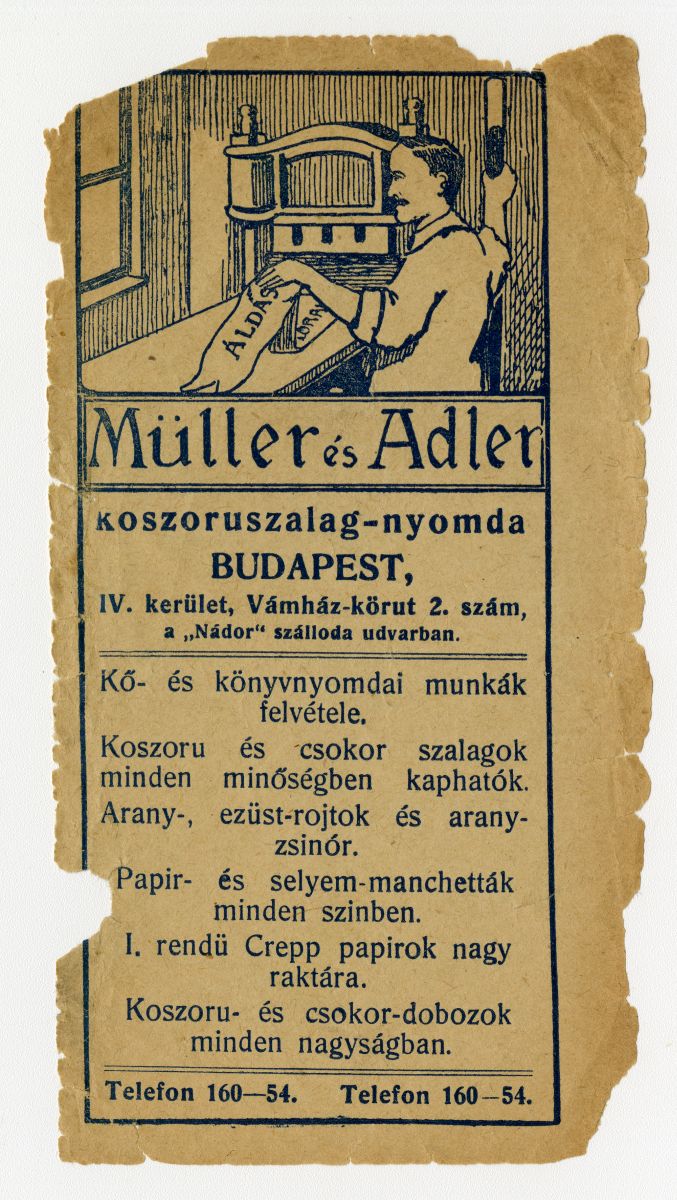 ÁLDÁS
LÓRA
Müller és Adler
koszoruszalag-nyomda
BUDAPEST,
IV. kerület, Vámház-körut 2. szám,
a „Nádor“ szálloda udvarban.
Kő- és könyvnyomdai munkák
felvétele.
Koszoru és csokor szalagok
minden minőségben kaphatók.
Arany-, ezüst-rojtok és arany-
zsinór.
Papir- és selyem-manchetták
minden szinben.
I. rendü Crepp papirok nagy
raktára.
Koszoru- és csokor-dobozok
minden nagyságban.
Telefon 160—54. Telefon 160—54.